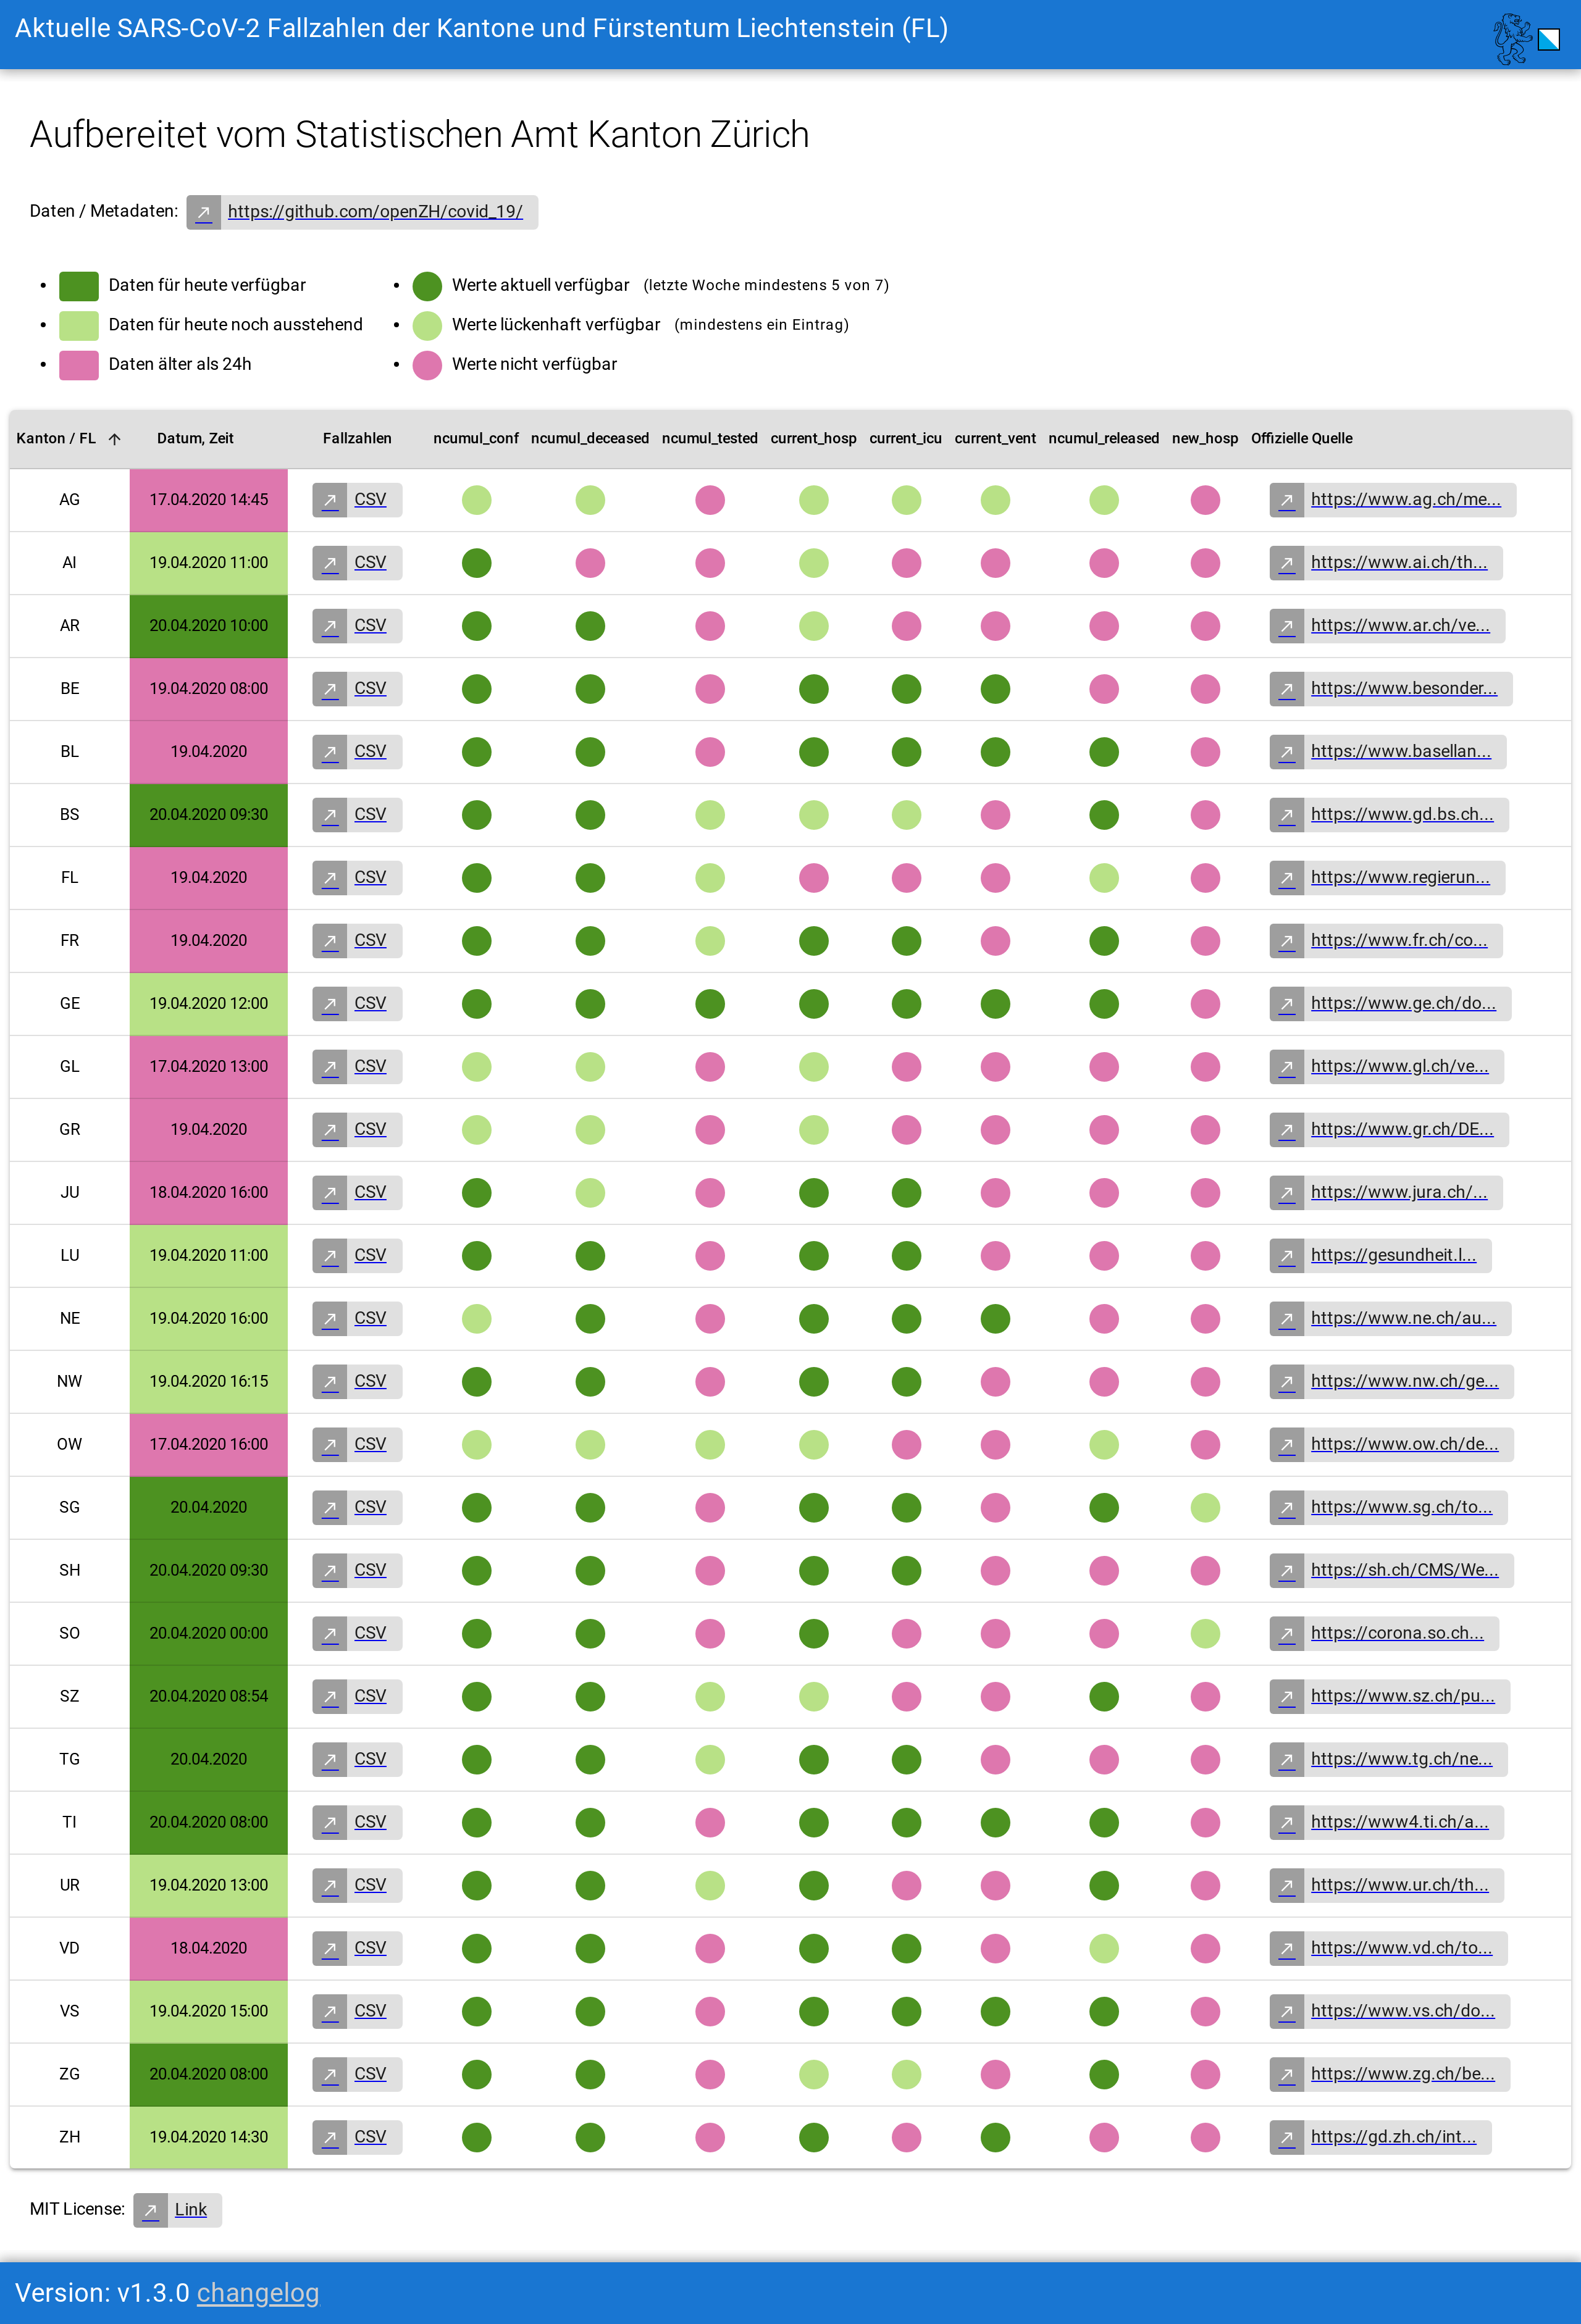 Aktuelle SARS-CoV-2 Fallzahlen der Kantone und Fürstentum Liechtenstein (FL)
Aufbereitet vom Statistischen Amt Kanton Zürich
Daten / Metadaten: https://github.com/openZH/covid_19/
Daten für heute verfügbar
Daten für heute noch ausstehend
Daten älter als 24h
Werte aktuell verfügbar (letzte Woche mindestens 5 von 7)
Werte lückenhaft verfügbar (mindestens ein Eintrag)
Werte nicht verfügbar
Kanton / FL Datum, Zeit Fallzahlen ncumul_conf ncumul_deceased ncumul_tested current_hosp current_icu current_vent ncumul_released new_hosp Offizielle Quelle
AG 17.04.2020 14:45 CSV https://www.ag.ch/me...
AI 19.04.2020 11:00 CSV https://www.ai.ch/th...
AR 20.04.2020 10:00 CSV https://www.ar.ch/ve...
BE 19.04.2020 08:00 CSV https://www.besonder...
BL 19.04.2020 CSV https://www.basellan...
BS 20.04.2020 09:30 CSV https://www.gd.bs.ch...
FL 19.04.2020 CSV https://www.regierun...
FR 19.04.2020 CSV https://www.fr.ch/co...
GE 19.04.2020 12:00 CSV https://www.ge.ch/do...
GL 17.04.2020 13:00 CSV https://www.gl.ch/ve...
GR 19.04.2020 CSV https://www.gr.ch/DE...
JU 18.04.2020 16:00 CSV https://www.jura.ch/...
LU 19.04.2020 11:00 CSV https://gesundheit.l...
NE 19.04.2020 16:00 CSV https://www.ne.ch/au...
NW 19.04.2020 16:15 CSV https://www.nw.ch/ge...
OW 17.04.2020 16:00 CSV https://www.ow.ch/de...
SG 20.04.2020 CSV https://www.sg.ch/to...
SH 20.04.2020 09:30 CSV https://sh.ch/CMS/We...
SO 20.04.2020 00:00 CSV https://corona.so.ch...
SZ 20.04.2020 08:54 CSV https://www.sz.ch/pu...
TG 20.04.2020 CSV https://www.tg.ch/ne...
TI 20.04.2020 08:00 CSV https://www4.ti.ch/a...
UR 19.04.2020 13:00 CSV https://www.ur.ch/th...
VD 18.04.2020 CSV https://www.vd.ch/to...
VS 19.04.2020 15:00 CSV https://www.vs.ch/do...
ZG 20.04.2020 08:00 CSV https://www.zg.ch/be...
ZH 19.04.2020 14:30 CSV https://gd.zh.ch/int...
MIT License: Link
Version: v1.3.0 changelog